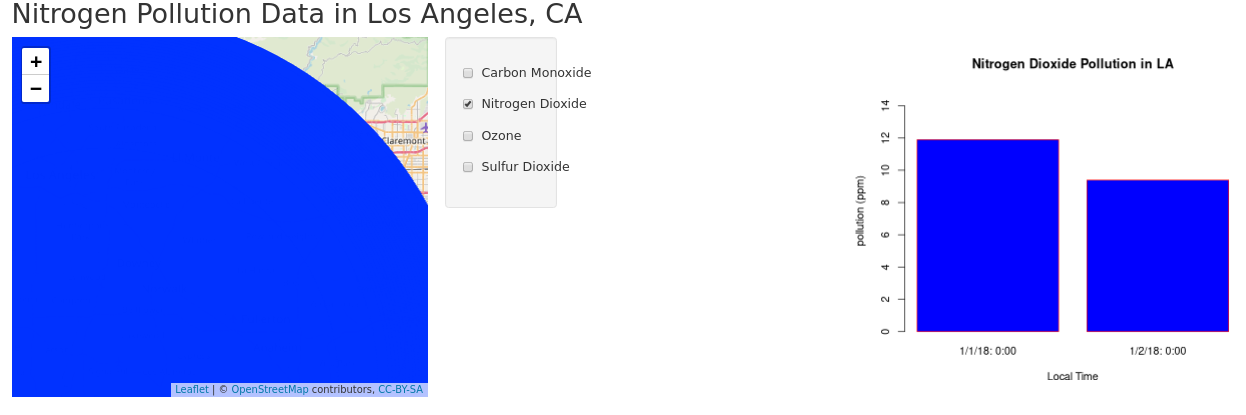 Nitrogen Pollution Data in Los Angeles, CA
+
−
Claremont
Leaflet | © OpenStreetMap contributors, CC-BY-SA
Carbon Monoxide
Nitrogen Dioxide
Ozone
Sulfur Dioxide
Nitrogen Dioxide Pollution in LA
pollution (ppm)
14
12
10
8
6
4
2
0
1/1/18: 0:00 1/2/18: 0:00
Local Time